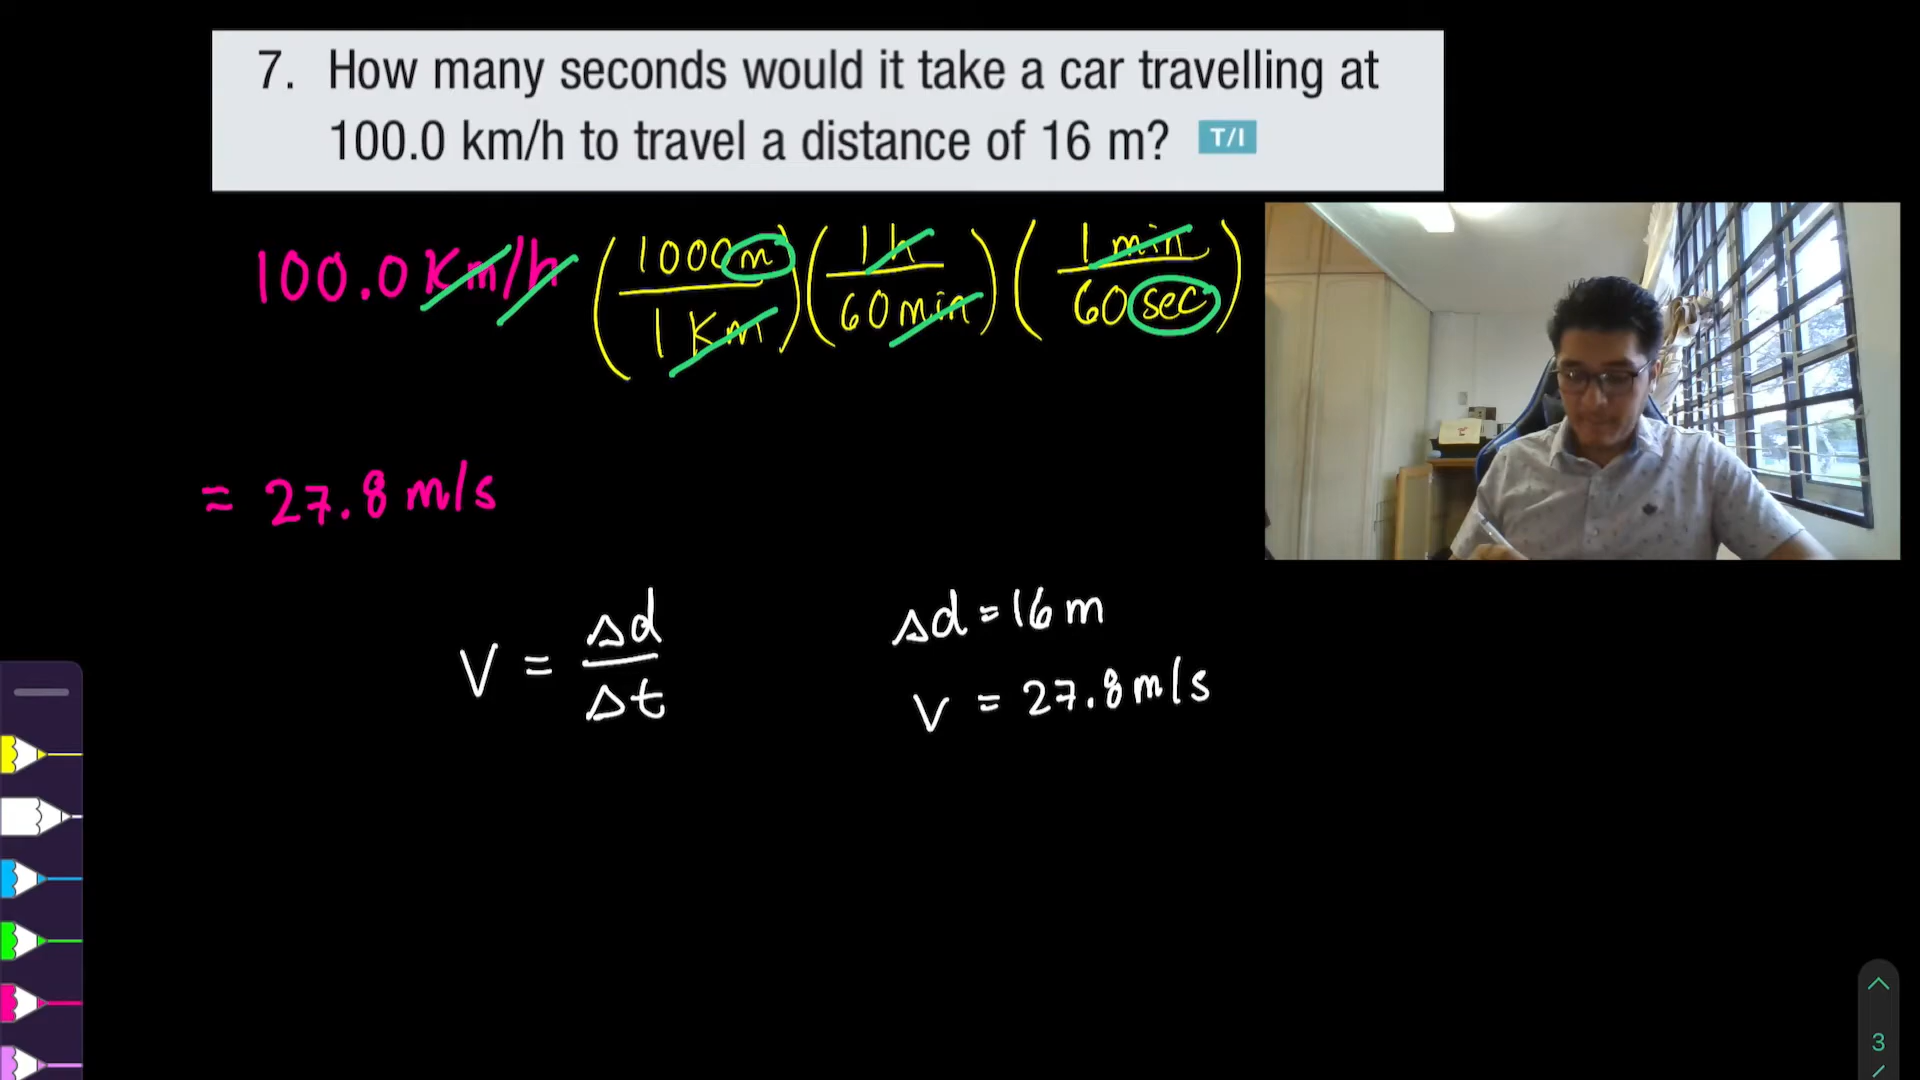 7. How many seconds would it take a car travelling at
100.0 km/h to travel a distance of 16 m? T/I
100.0 Km/h (1000m / 1 Km) (1 h / 60 min) (1 min / 60 sec)
= 27.8 m/s
V = Δd / Δt
Δd = 16 m
V = 27.8 m/s
3